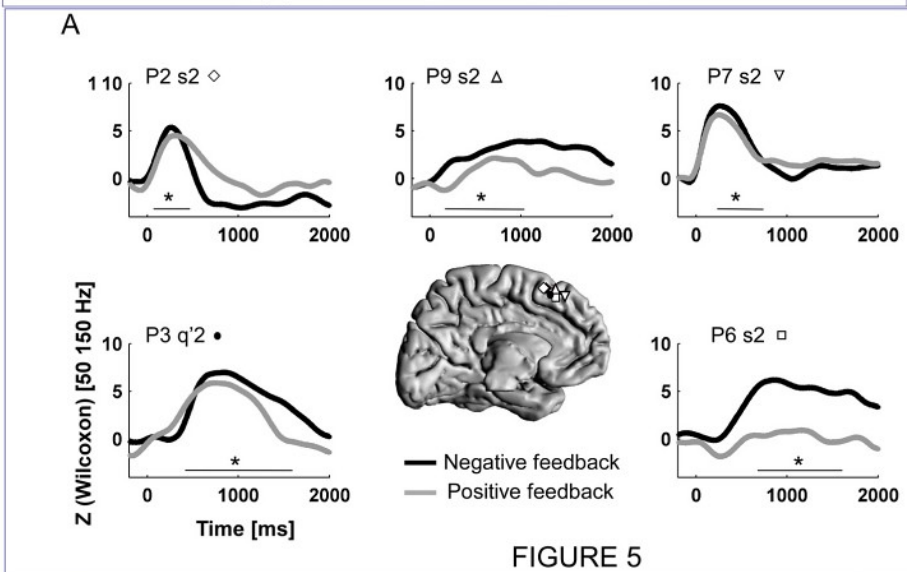 A
P2 s2 ◇
1 10
5
0
*
0 1000 2000
P9 s2 △
10
5
0
*
0 1000 2000
P7 s2 ▽
10
5
0
*
0 1000 2000
Z (Wilcoxon) [50 150 Hz]
P3 q'2 ●
10
5
0
*
0 1000 2000
Time [ms]
Negative feedback
Positive feedback
P6 s2 □
10
5
0
*
0 1000 2000
FIGURE 5